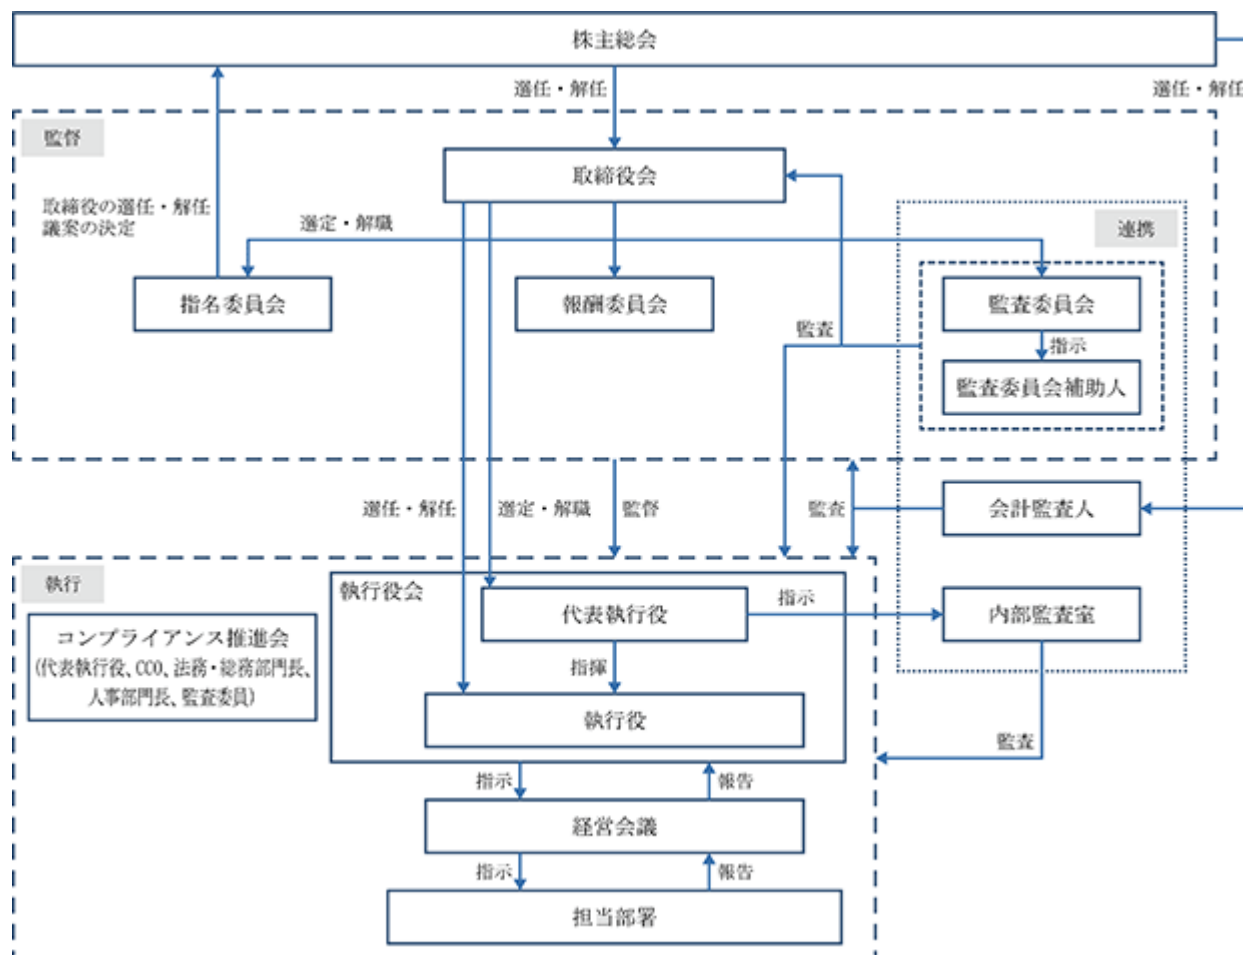 株主総会
選任・解任
選任・解任
監督
取締役会
取締役の選任・解任
議案の決定
選定・解職
連携
指名委員会
報酬委員会
監査委員会
監査
指示
監査委員会補助人
選任・解任
選定・解職
監督
監査
会計監査人
執行
執行役会
代表執行役
指示
内部監査室
コンプライアンス推進会
(代表執行役、CCO、法務・総務部門長、
人事部門長、監査委員)
指揮
執行役
監査
指示
報告
経営会議
指示
報告
担当部署